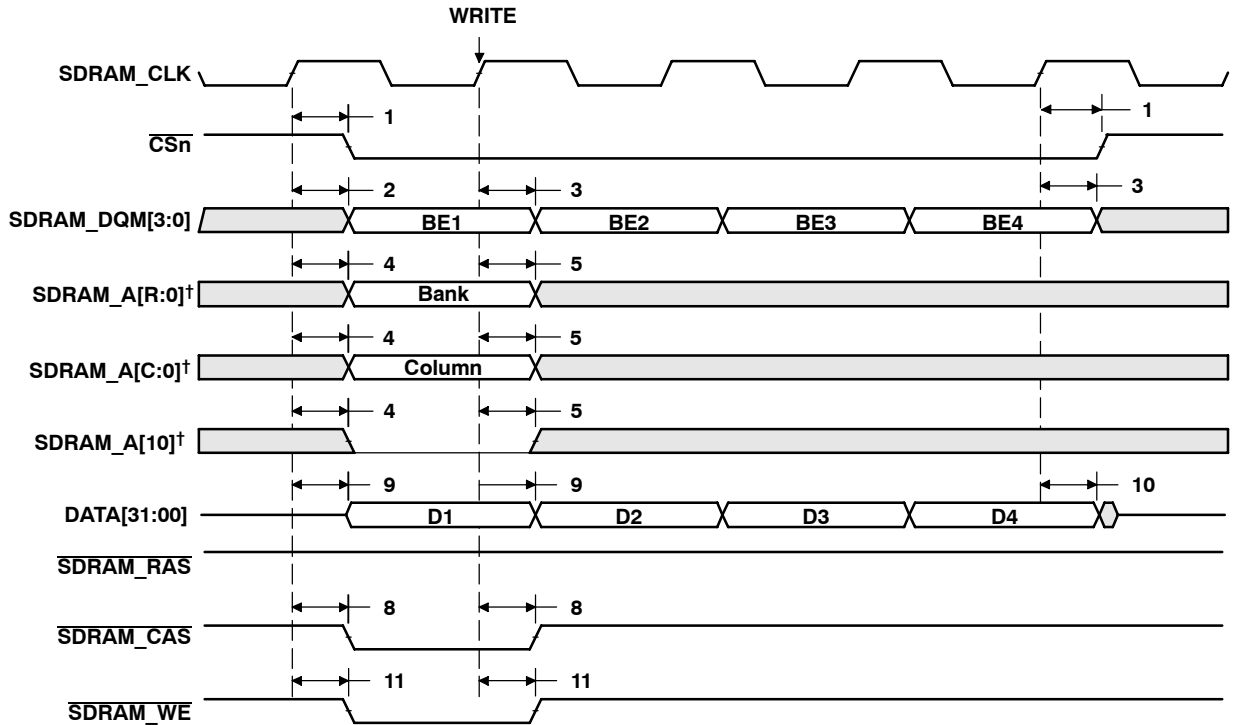 WRITE
SDRAM_CLK
1 1
CSn
2 3 3
SDRAM_DQM[3:0] BE1 BE2 BE3 BE4
4 5
SDRAM_A[R:0]† Bank
4 5
SDRAM_A[C:0]† Column
4 5
SDRAM_A[10]†
9 9 10
DATA[31:00] D1 D2 D3 D4
SDRAM_RAS
8 8
SDRAM_CAS
11 11
SDRAM_WE